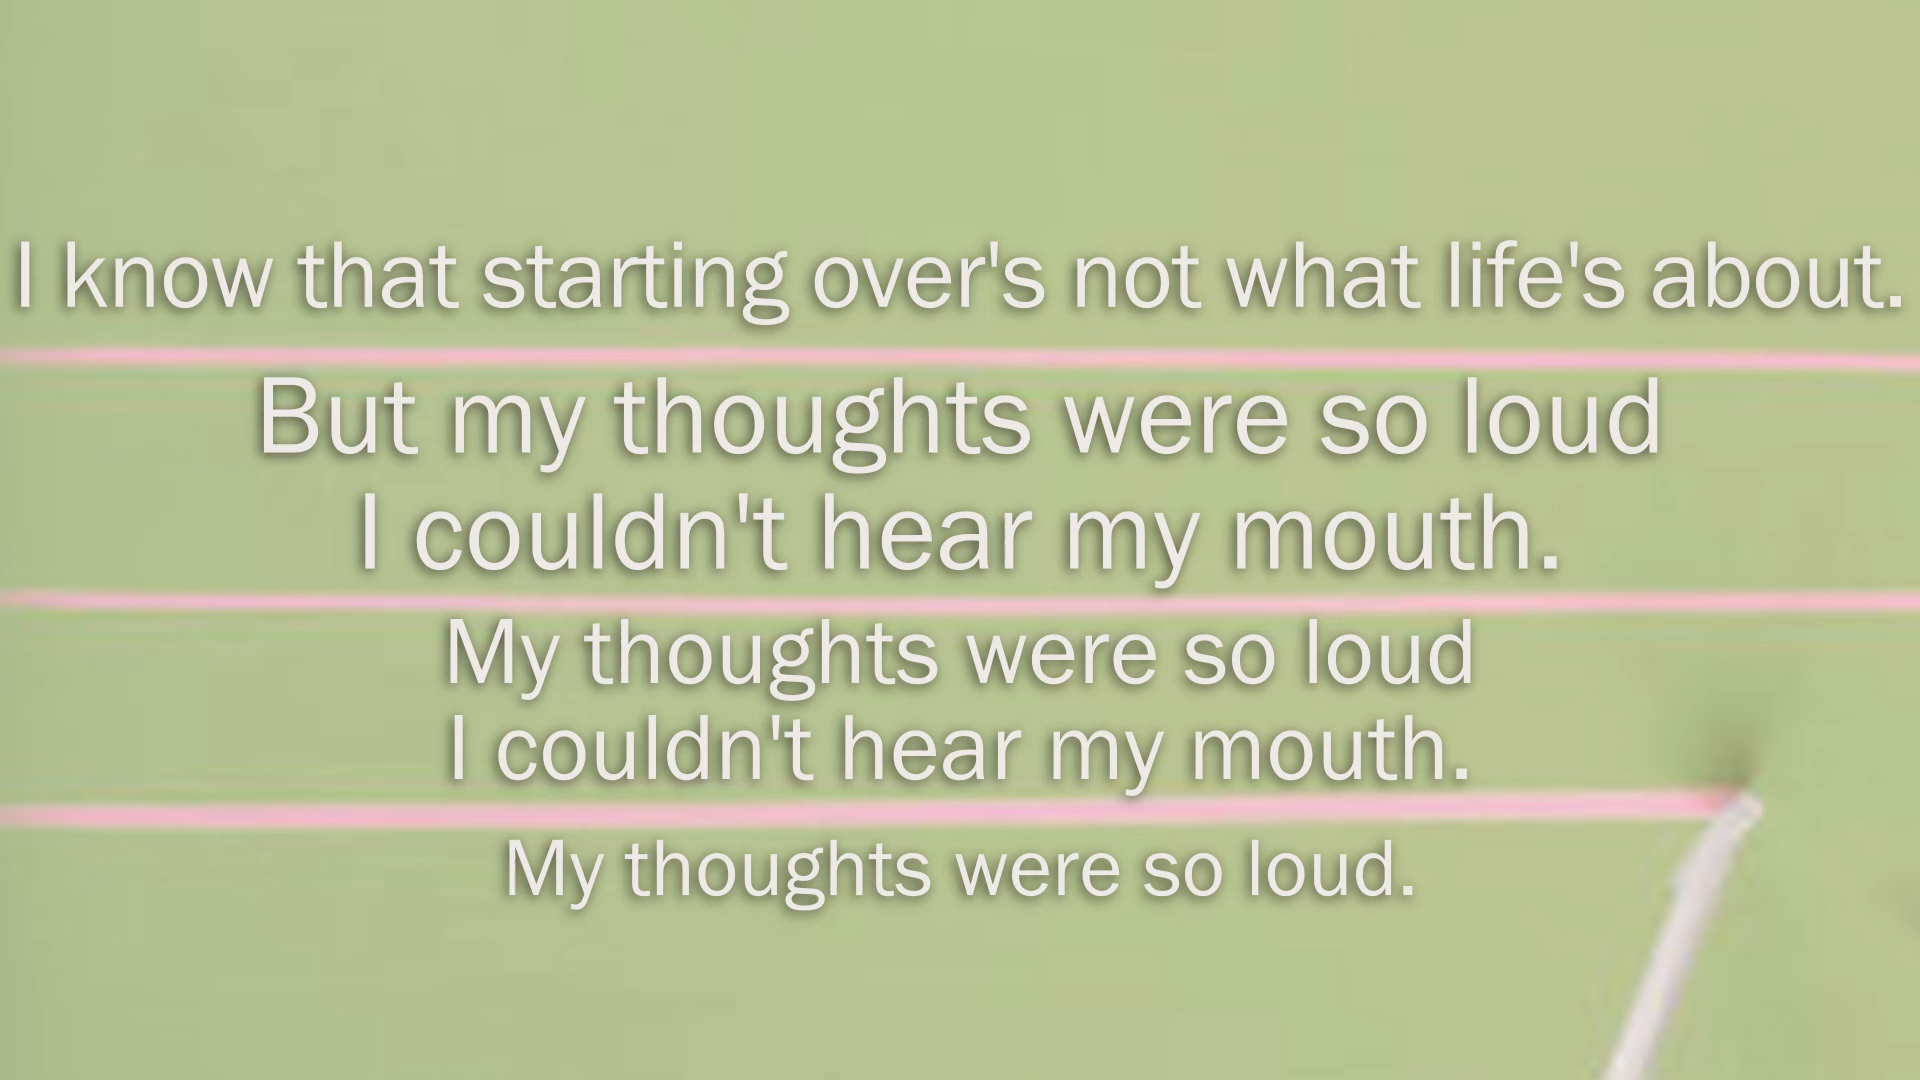 I know that starting over's not what life's about.
But my thoughts were so loud
I couldn't hear my mouth.
My thoughts were so loud
I couldn't hear my mouth.
My thoughts were so loud.